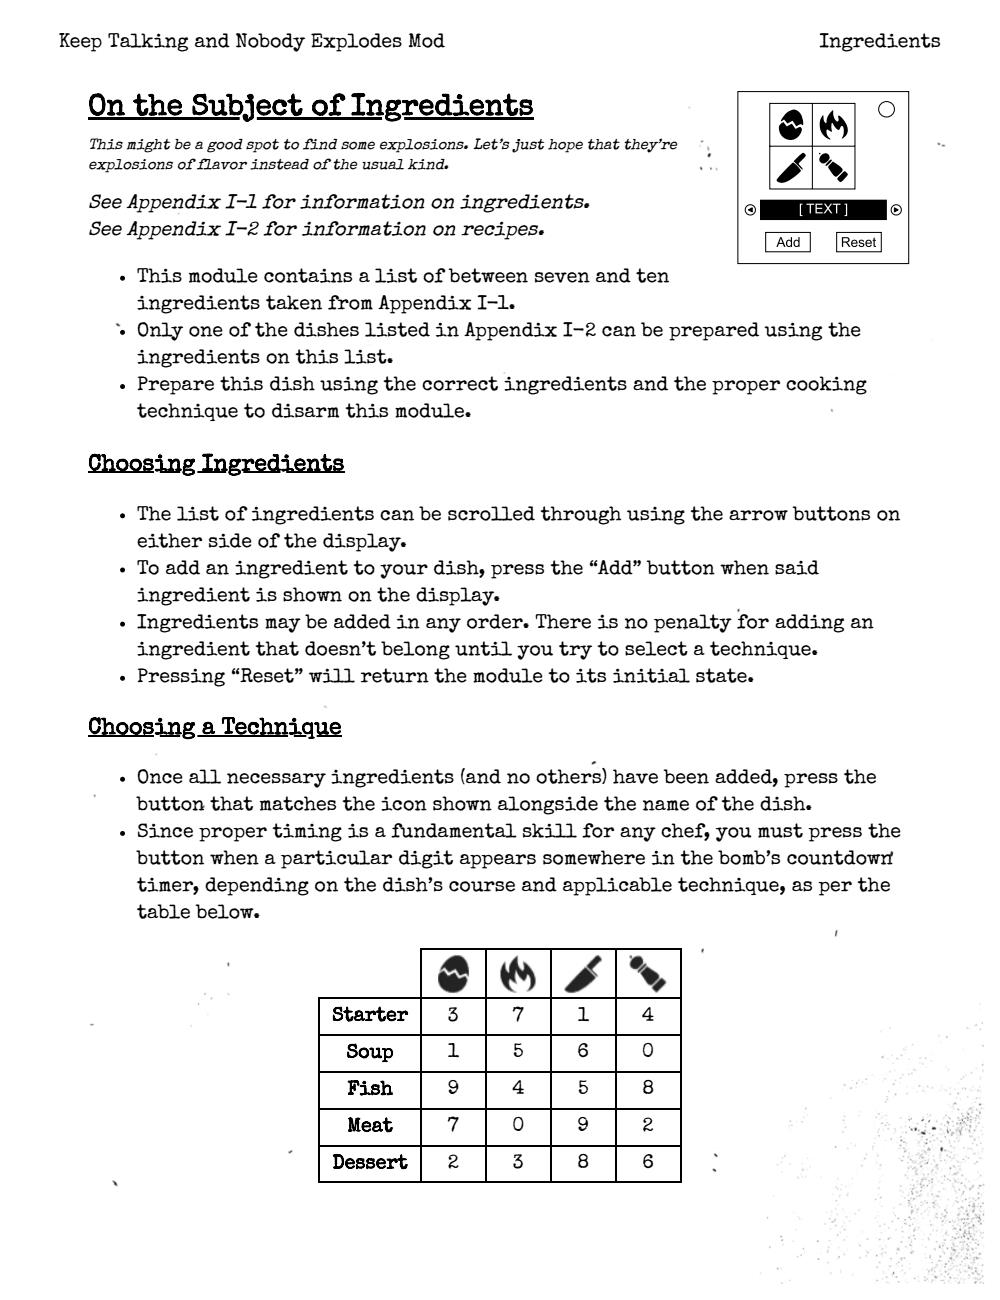 Keep Talking and Nobody Explodes Mod
Ingredients
On the Subject of Ingredients
This might be a good spot to find some explosions. Let's just hope that they're
explosions of flavor instead of the usual kind.
See Appendix I-1 for information on ingredients.
See Appendix I-2 for information on recipes.
[ TEXT ]
Add Reset
• This module contains a list of between seven and ten
ingredients taken from Appendix I-1.
• Only one of the dishes listed in Appendix I-2 can be prepared using the
ingredients on this list.
• Prepare this dish using the correct ingredients and the proper cooking
technique to disarm this module.
Choosing Ingredients
• The list of ingredients can be scrolled through using the arrow buttons on
either side of the display.
• To add an ingredient to your dish, press the “Add” button when said
ingredient is shown on the display.
• Ingredients may be added in any order. There is no penalty for adding an
ingredient that doesn't belong until you try to select a technique.
• Pressing “Reset” will return the module to its initial state.
Choosing a Technique
• Once all necessary ingredients (and no others) have been added, press the
button that matches the icon shown alongside the name of the dish.
• Since proper timing is a fundamental skill for any chef, you must press the
button when a particular digit appears somewhere in the bomb's countdown
timer, depending on the dish's course and applicable technique, as per the
table below.
Starter 3 7 1 4
Soup 1 5 6 0
Fish 9 4 5 8
Meat 7 0 9 2
Dessert 2 3 8 6